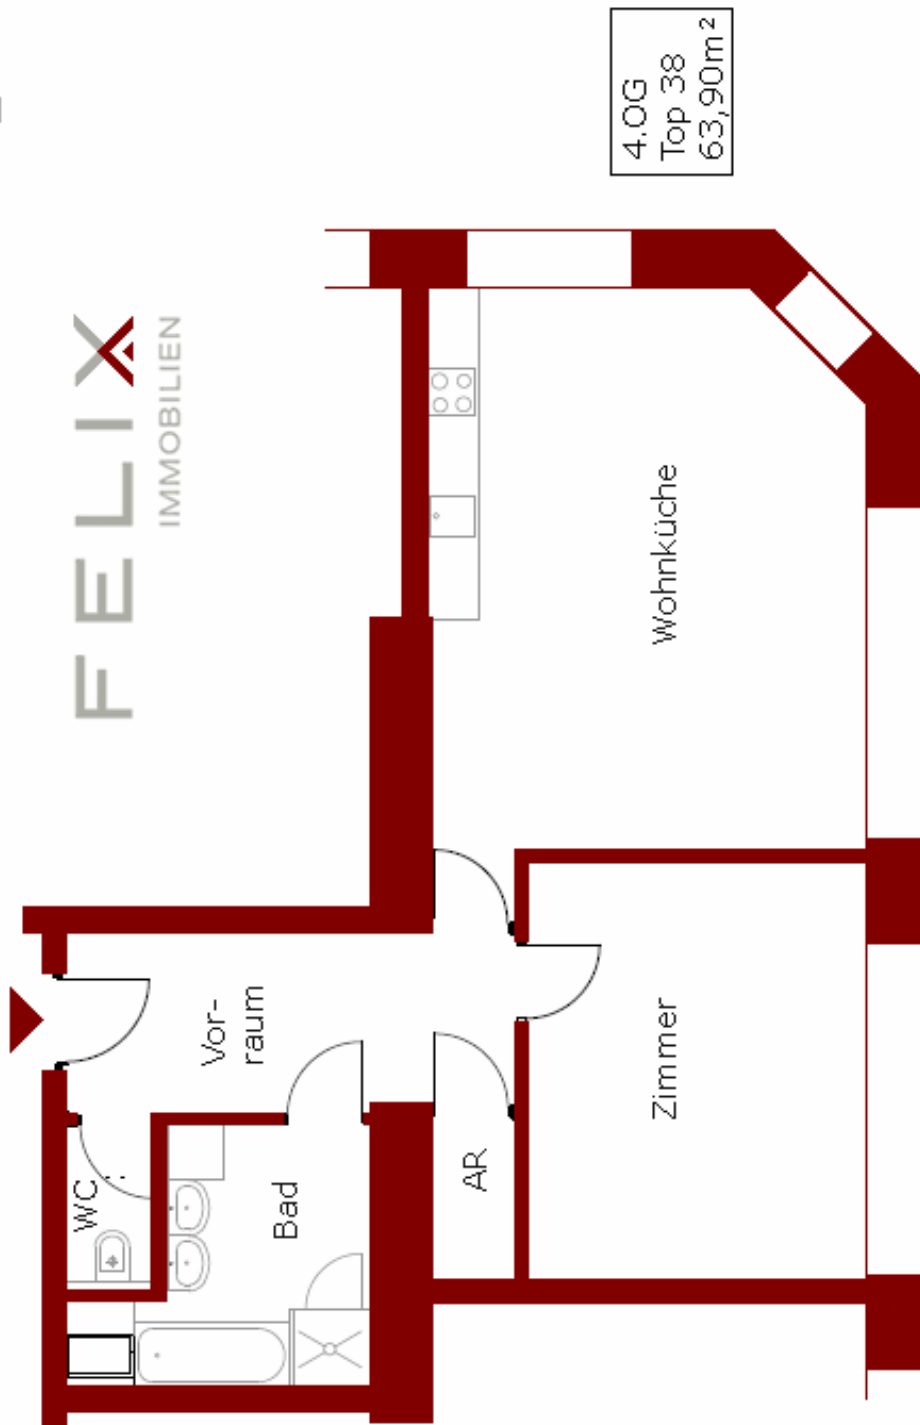 FELIX
IMMOBILIEN
4.OG
Top 38
63,90m²
WC
Vor-
raum
Bad
AR
Wohnküche
Zimmer